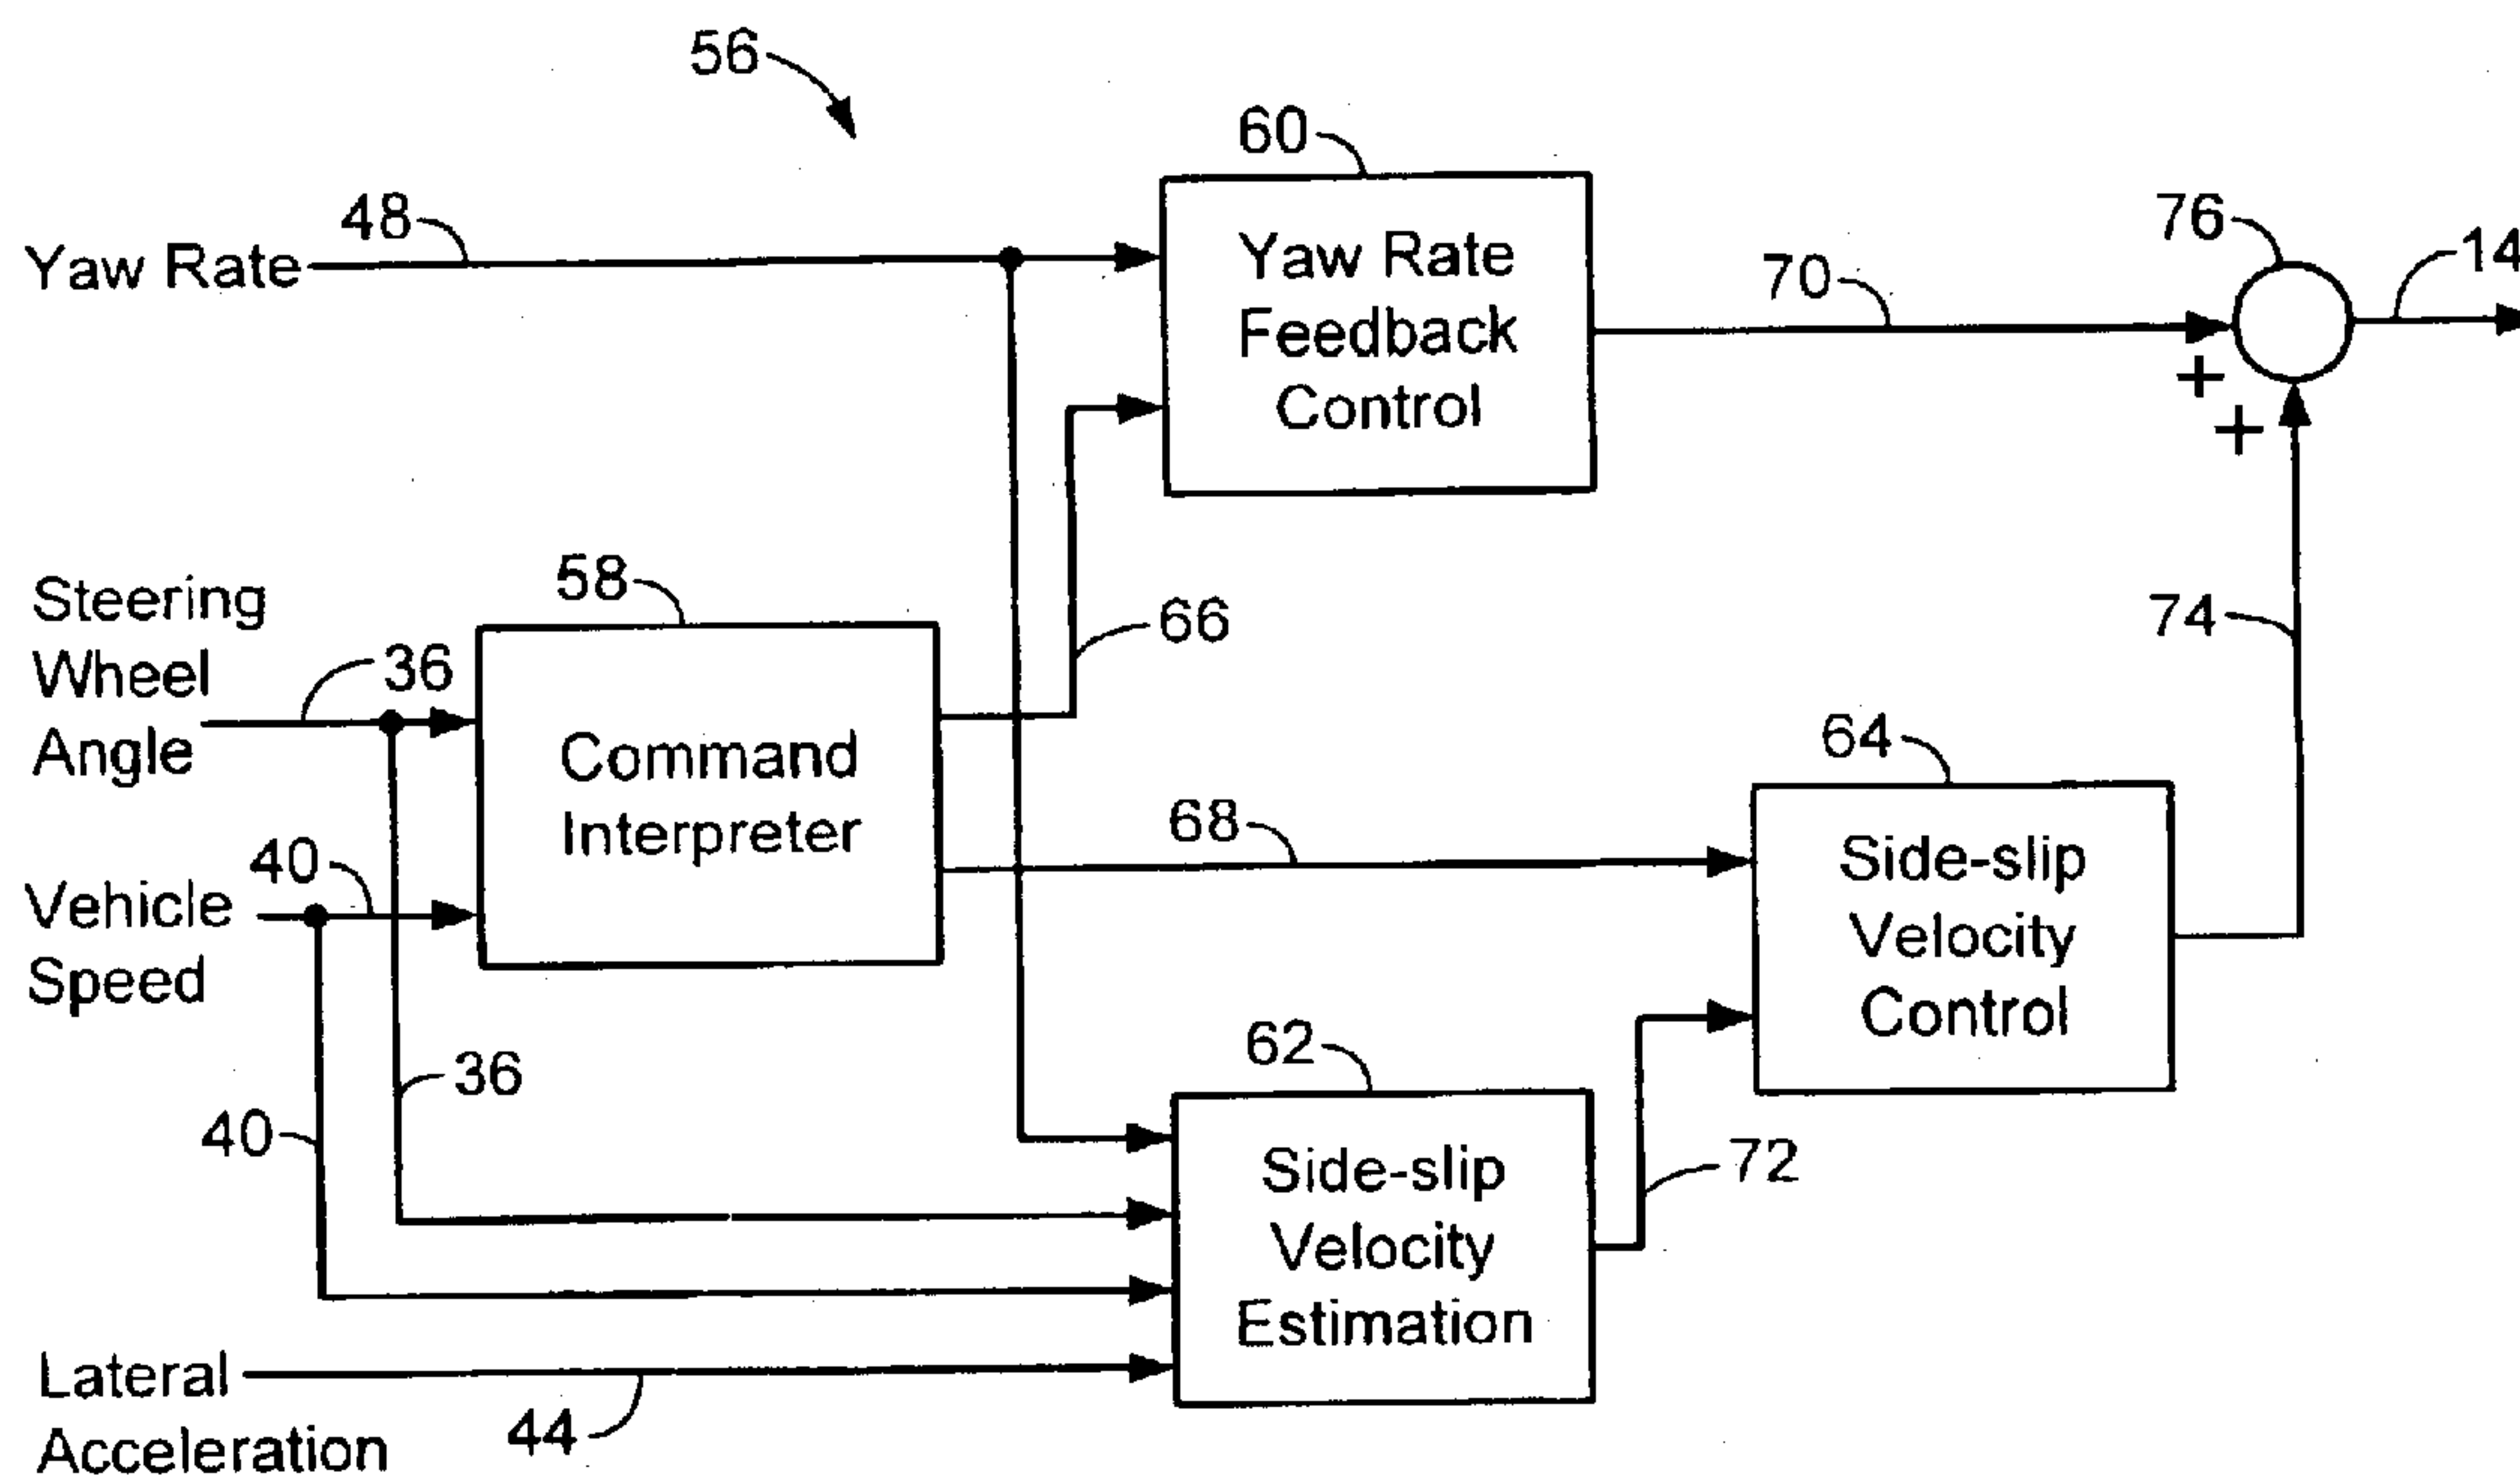 56
60
48
Yaw Rate
Yaw Rate
Feedback
Control
70
76
14
+
+
58
Steering
Wheel
Angle
36
Command
Interpreter
66
74
64
68
40
Vehicle
Speed
Side-slip
Velocity
Control
36
40
62
Side-slip
Velocity
Estimation
72
Lateral
Acceleration
44